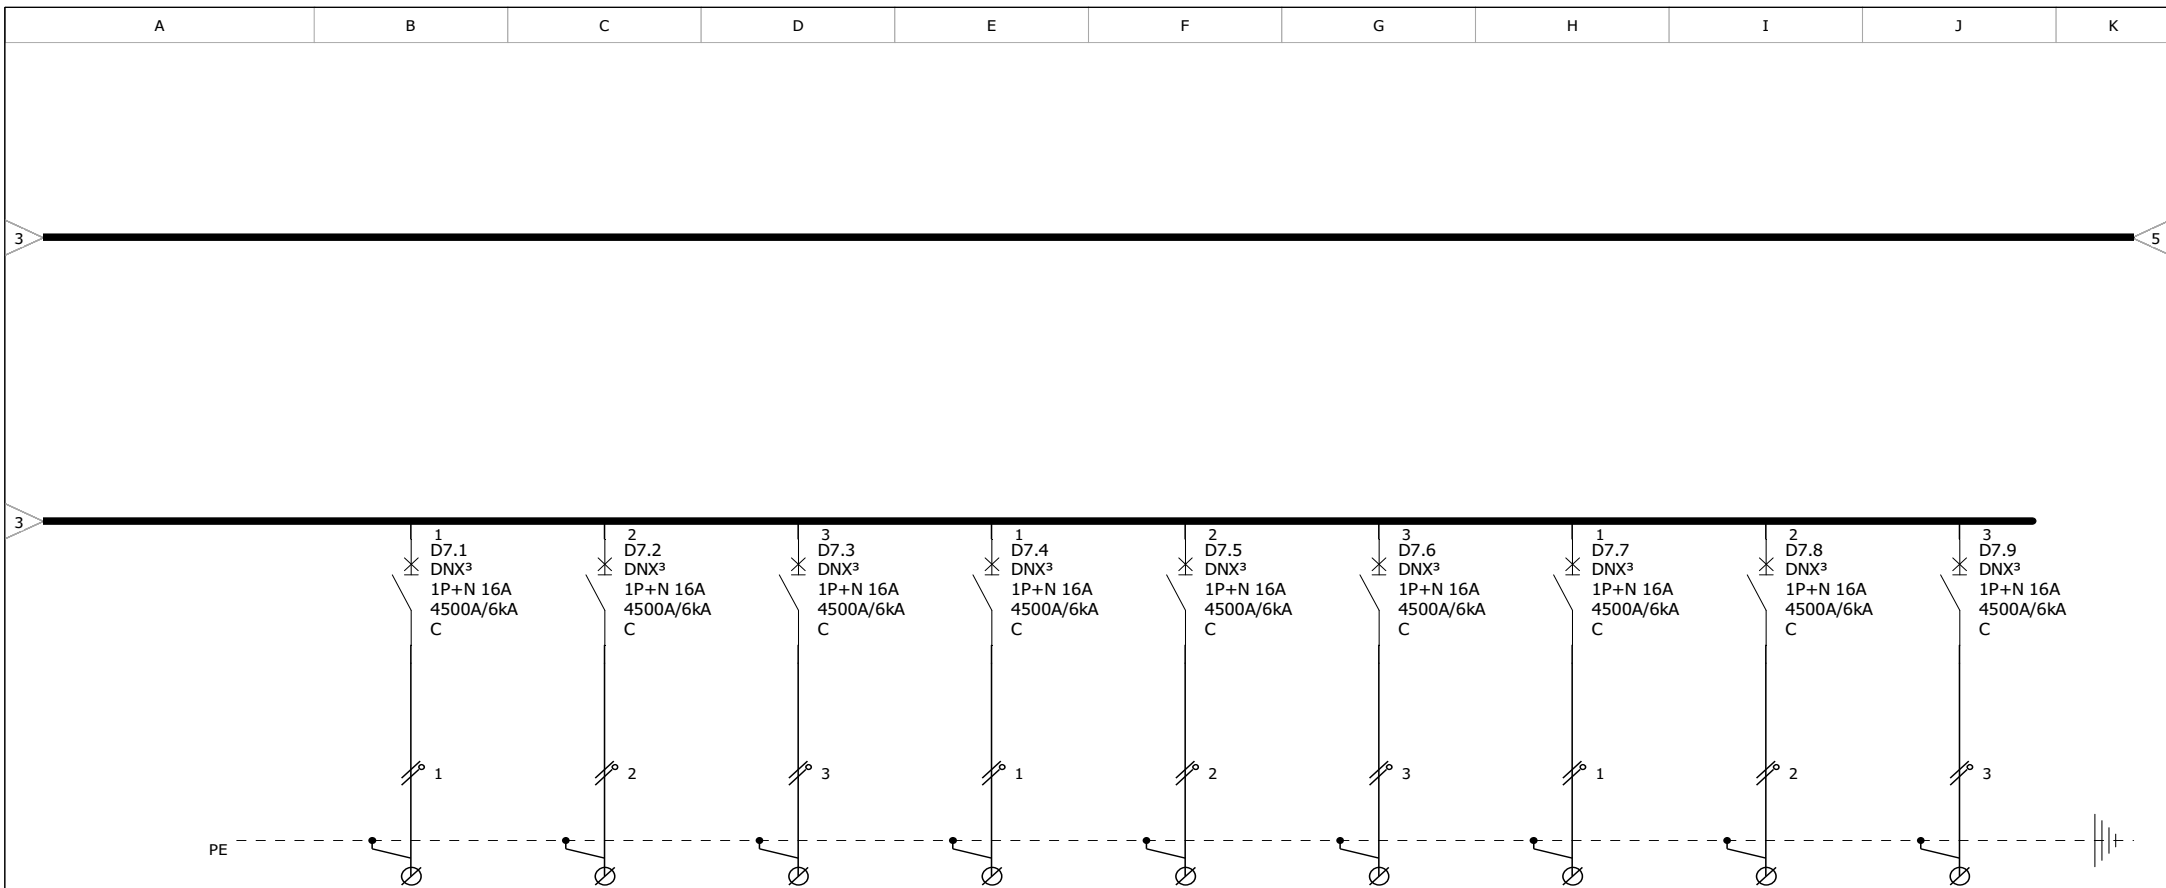 A B C D E F G H I J K
3 5
3
1 2 3 1 2 3 1 2 3
D7.1 D7.2 D7.3 D7.4 D7.5 D7.6 D7.7 D7.8 D7.9
DNX³ DNX³ DNX³ DNX³ DNX³ DNX³ DNX³ DNX³ DNX³
1P+N 16A 1P+N 16A 1P+N 16A 1P+N 16A 1P+N 16A 1P+N 16A 1P+N 16A 1P+N 16A 1P+N 16A
4500A/6kA 4500A/6kA 4500A/6kA 4500A/6kA 4500A/6kA 4500A/6kA 4500A/6kA 4500A/6kA 4500A/6kA
C C C C C C C C C
1 2 3 1 2 3 1 2 3
PE